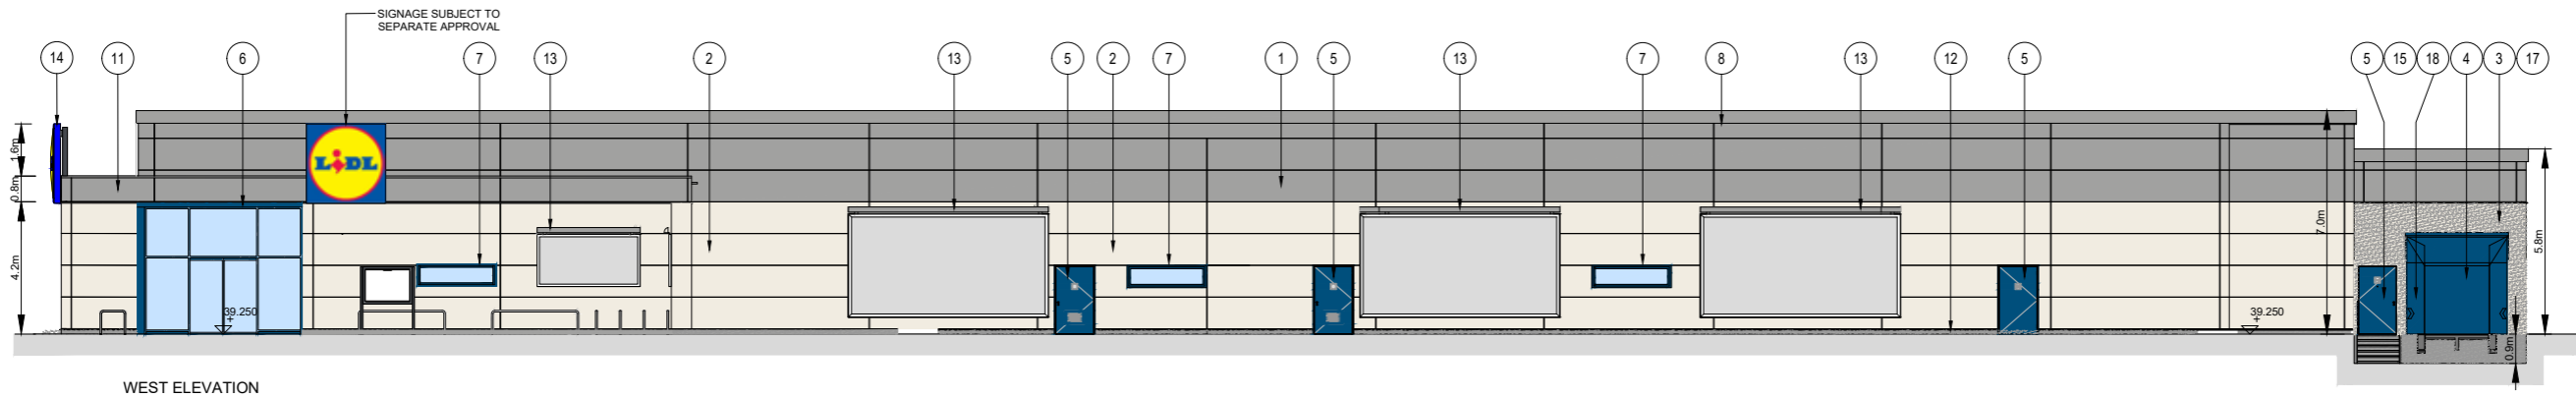 SIGNAGE SUBJECT TO
SEPARATE APPROVAL
14 11 6 7 13 2 13 5 2 7 1 5 13 7 13 8 12 5 5 15 18 4 3 17
1.6m
0.8m
4.2m
LiDL
39.250
7.0m
39.250
5.8m
0.9m
WEST ELEVATION